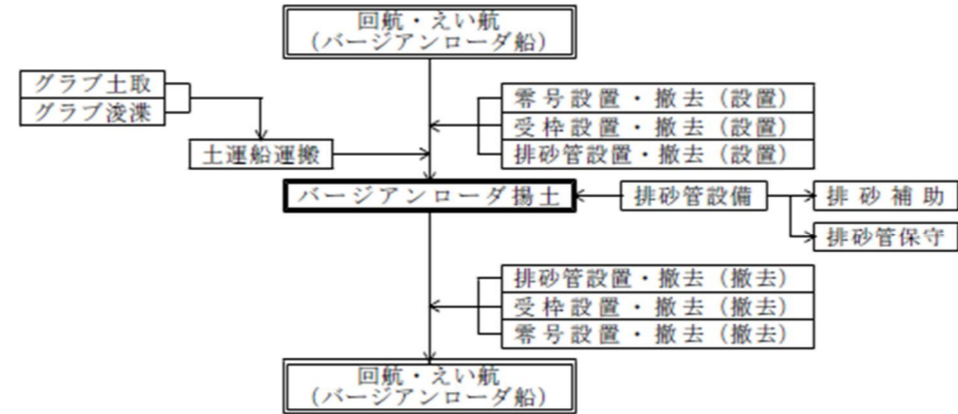 回航・えい航
(バージアンローダ船)
グラブ土取
グラブ浚渫
零号設置・撤去(設置)
受枠設置・撤去(設置)
排砂管設置・撤去(設置)
土運船運搬
バージアンローダ揚土
排砂管設備
排砂補助
排砂管保守
排砂管設置・撤去(撤去)
受枠設置・撤去(撤去)
零号設置・撤去(撤去)
回航・えい航
(バージアンローダ船)